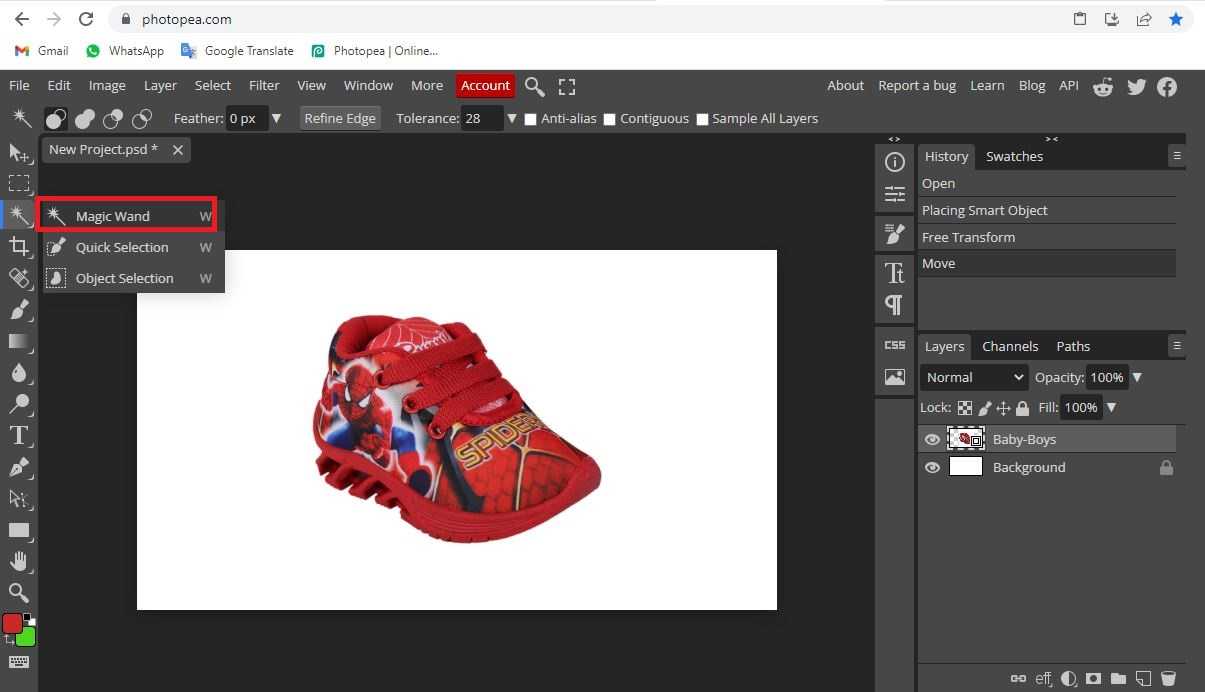 photopea.com
Gmail WhatsApp Google Translate Photopea | Online...
File Edit Image Layer Select Filter View Window More Account About Report a bug Learn Blog API
Feather: 0 px Refine Edge Tolerance: 28 Anti-alias Contiguous Sample All Layers
New Project.psd *
Magic Wand W
Quick Selection W
Object Selection W
SPIDER
< >
> <
History Swatches
Open
Placing Smart Object
Free Transform
Move
Tt
CSS
Layers Channels Paths
Normal Opacity: 100%
Lock: Fill: 100%
Baby-Boys
Background
T
eff